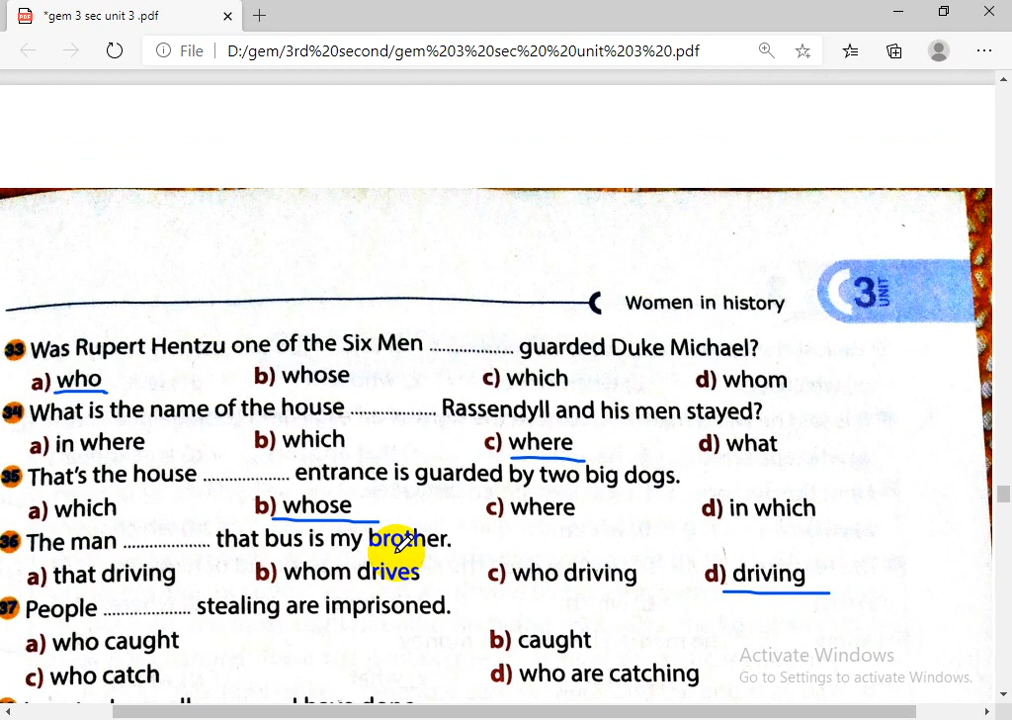 *gem 3 sec unit 3 .pdf
File D:/gem/3rd%20second/gem%203%20sec%20%20unit%203%20.pdf
Women in history
3 UNIT
33 Was Rupert Hentzu one of the Six Men .................. guarded Duke Michael?
a) who b) whose c) which d) whom
34 What is the name of the house .................. Rassendyll and his men stayed?
a) in where b) which c) where d) what
35 That's the house .................. entrance is guarded by two big dogs.
a) which b) whose c) where d) in which
36 The man .................. that bus is my brother.
a) that driving b) whom drives c) who driving d) driving
37 People .................. stealing are imprisoned.
a) who caught b) caught
c) who catch d) who are catching
Activate Windows
Go to Settings to activate Windows.